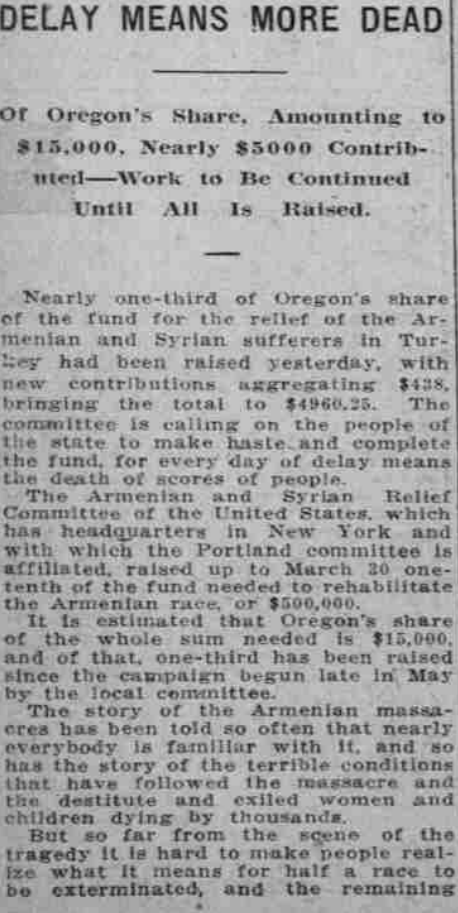 DELAY MEANS MORE DEAD
Of Oregon's Share, Amounting to
$15,000, Nearly $5000 Contrib-
uted—Work to Be Continued
Until All Is Raised.
Nearly one-third of Oregon's share
of the fund for the relief of the Ar-
menian and Syrian sufferers in Tur-
key had been raised yesterday, with
new contributions aggregating $438,
bringing the total to $4960.25. The
committee is calling on the people of
the state to make haste and complete
the fund, for every day of delay means
the death of scores of people.
The Armenian and Syrian Relief
Committee of the United States, which
has headquarters in New York and
with which the Portland committee is
affiliated, raised up to March 30 one-
tenth of the fund needed to rehabilitate
the Armenian race, or $500,000.
It is estimated that Oregon's share
of the whole sum needed is $15,000,
and of that, one-third has been raised
since the campaign begun late in May
by the local committee.
The story of the Armenian massa-
cres has been told so often that nearly
everybody is familiar with it, and so
has the story of the terrible conditions
that have followed the massacre and
the destitute and exiled women and
children dying by thousands.
But so far from the scene of the
tragedy it is hard to make people real-
ize what it means for half a race to
be exterminated, and the remaining